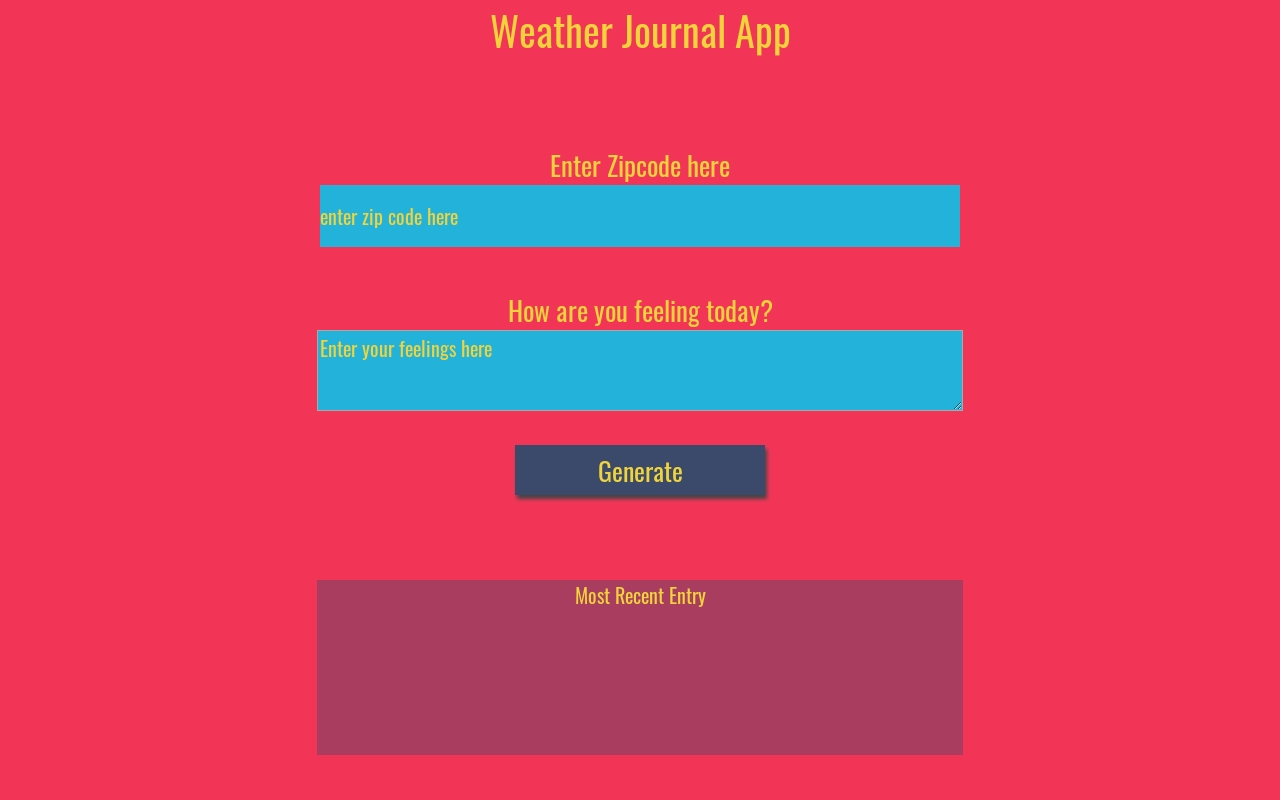 Weather Journal App
Enter Zipcode here
enter zip code here
How are you feeling today?
Enter your feelings here
Generate
Most Recent Entry